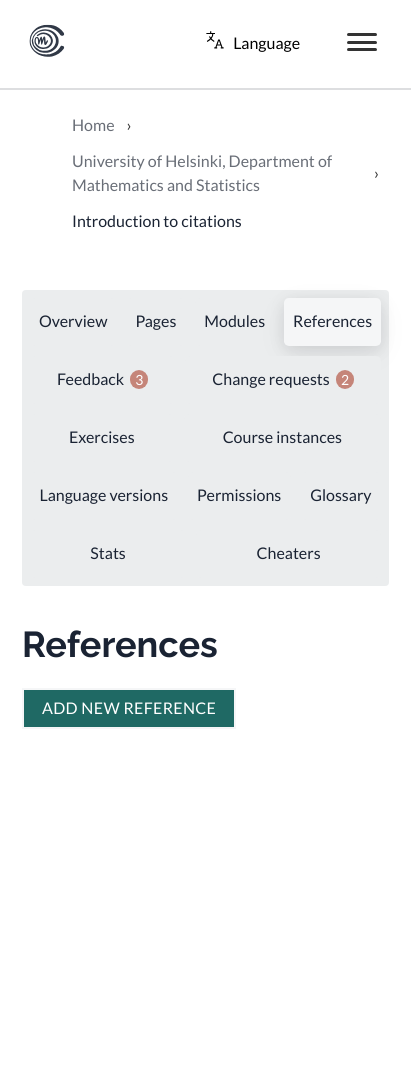 Language
Home ›
University of Helsinki, Department of
Mathematics and Statistics ›
Introduction to citations
Overview Pages Modules References
Feedback 3 Change requests 2
Exercises Course instances
Language versions Permissions Glossary
Stats Cheaters
References
ADD NEW REFERENCE